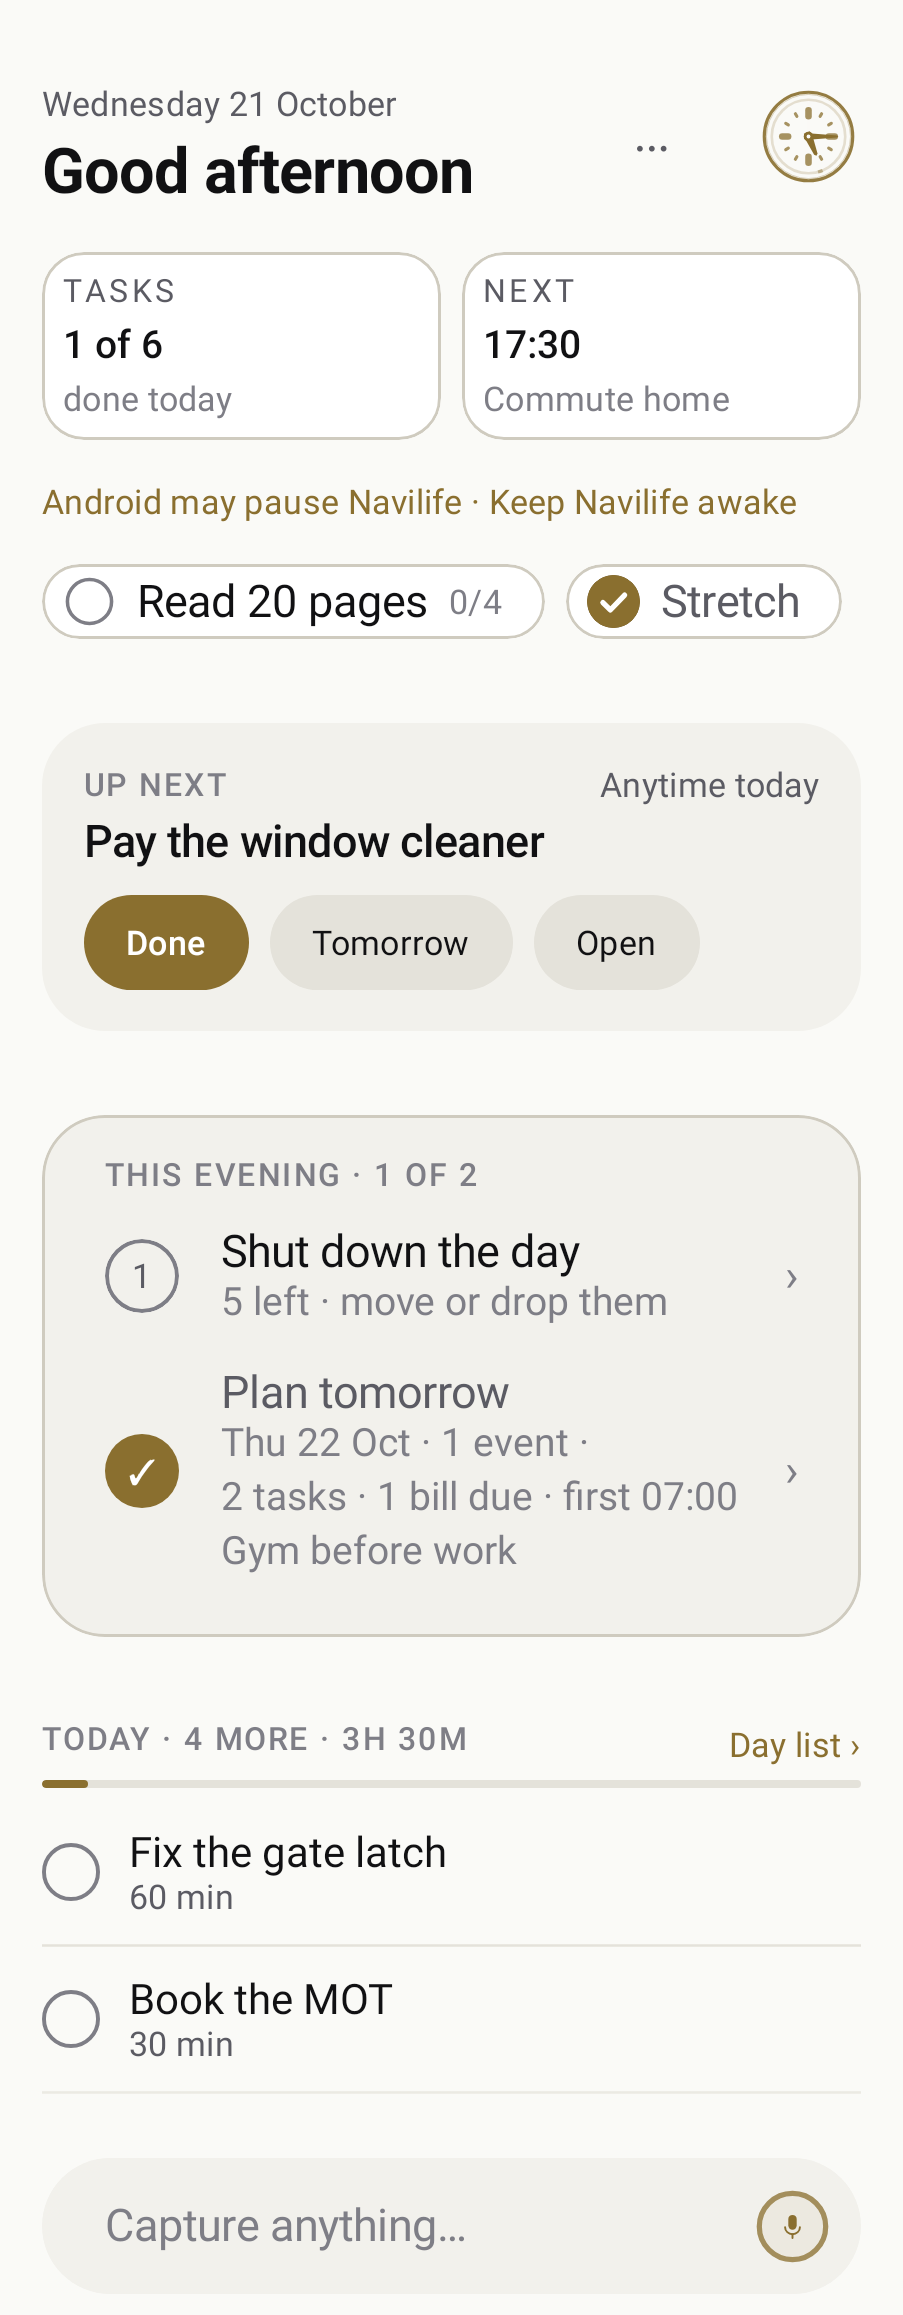 Wednesday 21 October
Good afternoon
...
TASKS
1 of 6
done today
NEXT
17:30
Commute home
Android may pause Navilife · Keep Navilife awake
Read 20 pages 0/4
Stretch
UP NEXT
Anytime today
Pay the window cleaner
Done
Tomorrow
Open
THIS EVENING · 1 OF 2
1
Shut down the day
5 left · move or drop them
›
✓
Plan tomorrow
Thu 22 Oct · 1 event ·
2 tasks · 1 bill due · first 07:00
Gym before work
›
TODAY · 4 MORE · 3H 30M
Day list ›
Fix the gate latch
60 min
Book the MOT
30 min
Capture anything...